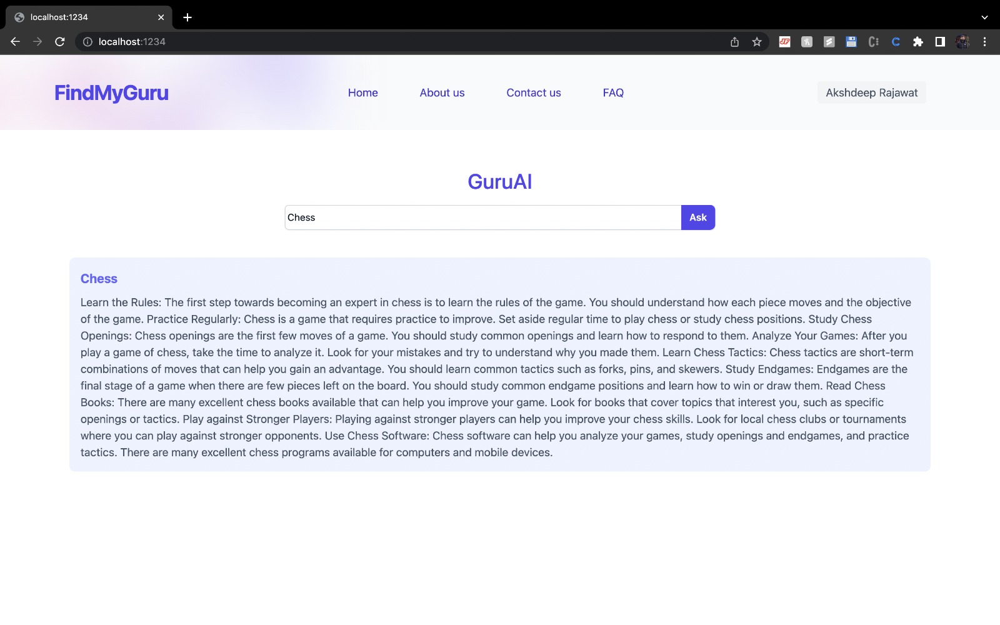 localhost:1234
localhost:1234
FindMyGuru
Home
About us
Contact us
FAQ
Akshdeep Rajawat
GuruAI
Chess
Ask
Chess
Learn the Rules: The first step towards becoming an expert in chess is to learn the rules of the game. You should understand how each piece moves and the objective
of the game. Practice Regularly: Chess is a game that requires practice to improve. Set aside regular time to play chess or study chess positions. Study Chess
Openings: Chess openings are the first few moves of a game. You should study common openings and learn how to respond to them. Analyze Your Games: After you
play a game of chess, take the time to analyze it. Look for your mistakes and try to understand why you made them. Learn Chess Tactics: Chess tactics are short-term
combinations of moves that can help you gain an advantage. You should learn common tactics such as forks, pins, and skewers. Study Endgames: Endgames are the
final stage of a game when there are few pieces left on the board. You should study common endgame positions and learn how to win or draw them. Read Chess
Books: There are many excellent chess books available that can help you improve your game. Look for books that cover topics that interest you, such as specific
openings or tactics. Play against Stronger Players: Playing against stronger players can help you improve your chess skills. Look for local chess clubs or tournaments
where you can play against stronger opponents. Use Chess Software: Chess software can help you analyze your games, study openings and endgames, and practice
tactics. There are many excellent chess programs available for computers and mobile devices.